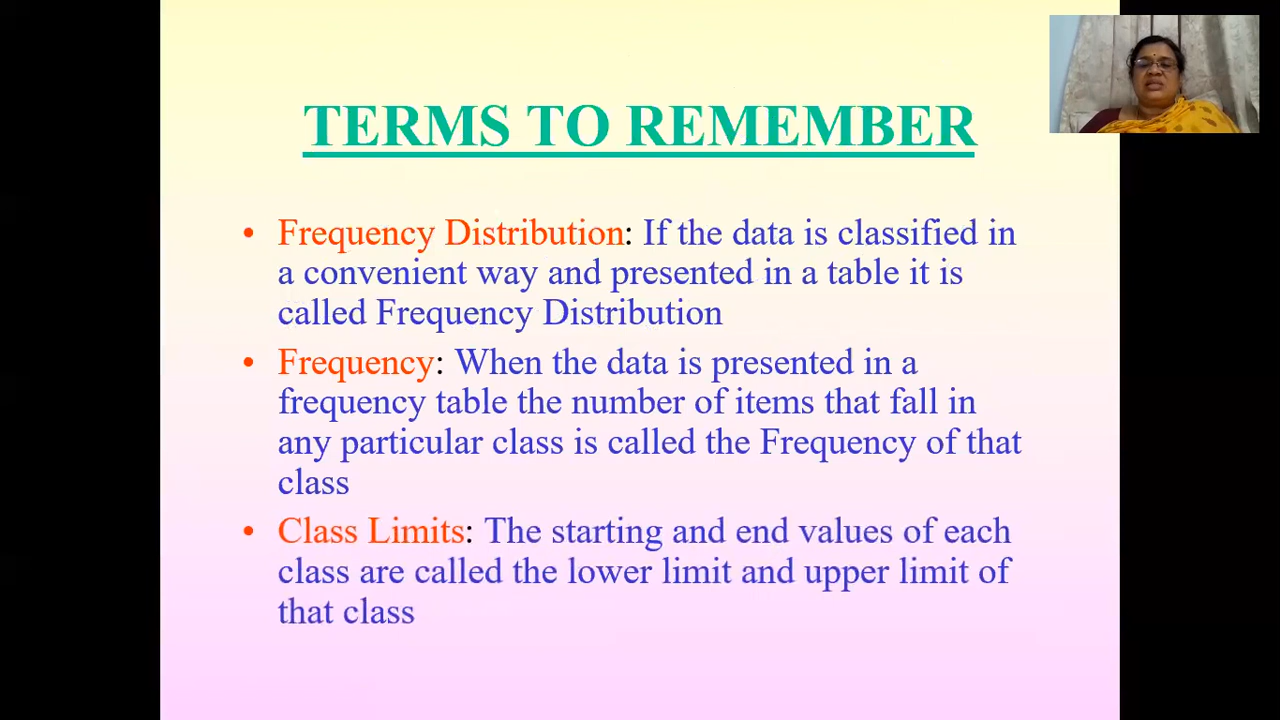 TERMS TO REMEMBER
• Frequency Distribution: If the data is classified in
a convenient way and presented in a table it is
called Frequency Distribution
• Frequency: When the data is presented in a
frequency table the number of items that fall in
any particular class is called the Frequency of that
class
• Class Limits: The starting and end values of each
class are called the lower limit and upper limit of
that class